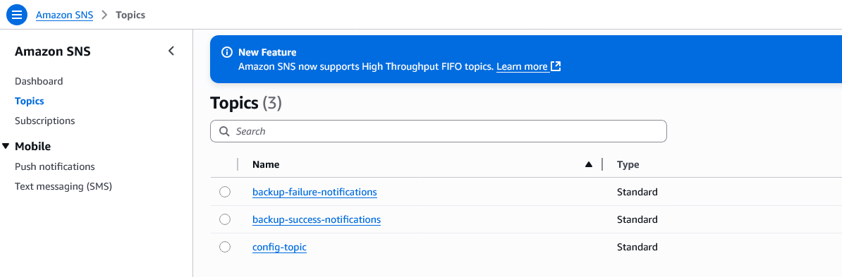 Amazon SNS > Topics
Amazon SNS
Dashboard
Topics
Subscriptions
Mobile
Push notifications
Text messaging (SMS)
New Feature
Amazon SNS now supports High Throughput FIFO topics. Learn more
Topics (3)
Search
Name Type
backup-failure-notifications Standard
backup-success-notifications Standard
config-topic Standard